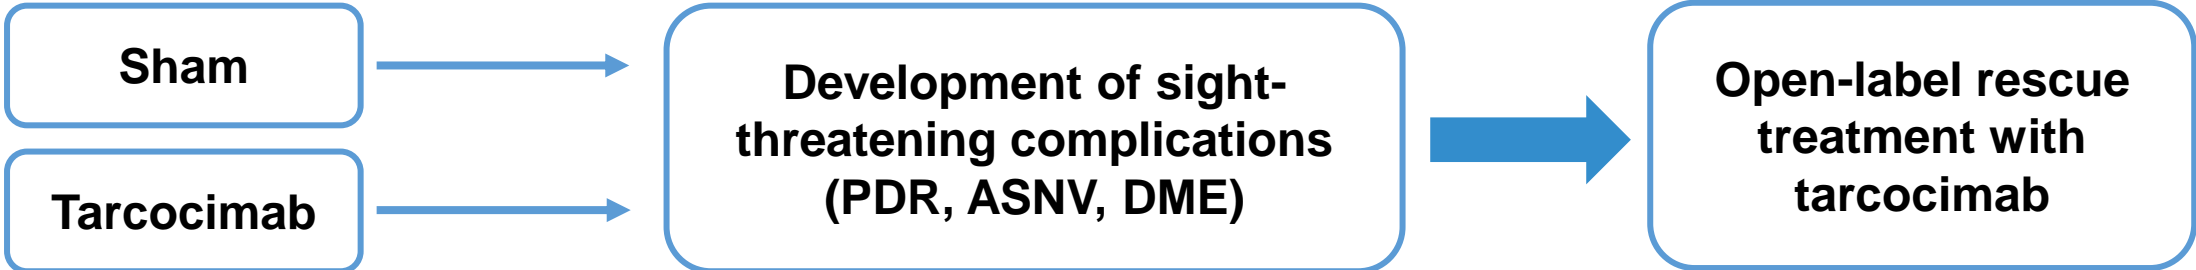 Sham
Tarcocimab
Development of sight-
threatening complications
(PDR, ASNV, DME)
Open-label rescue
treatment with
tarcocimab